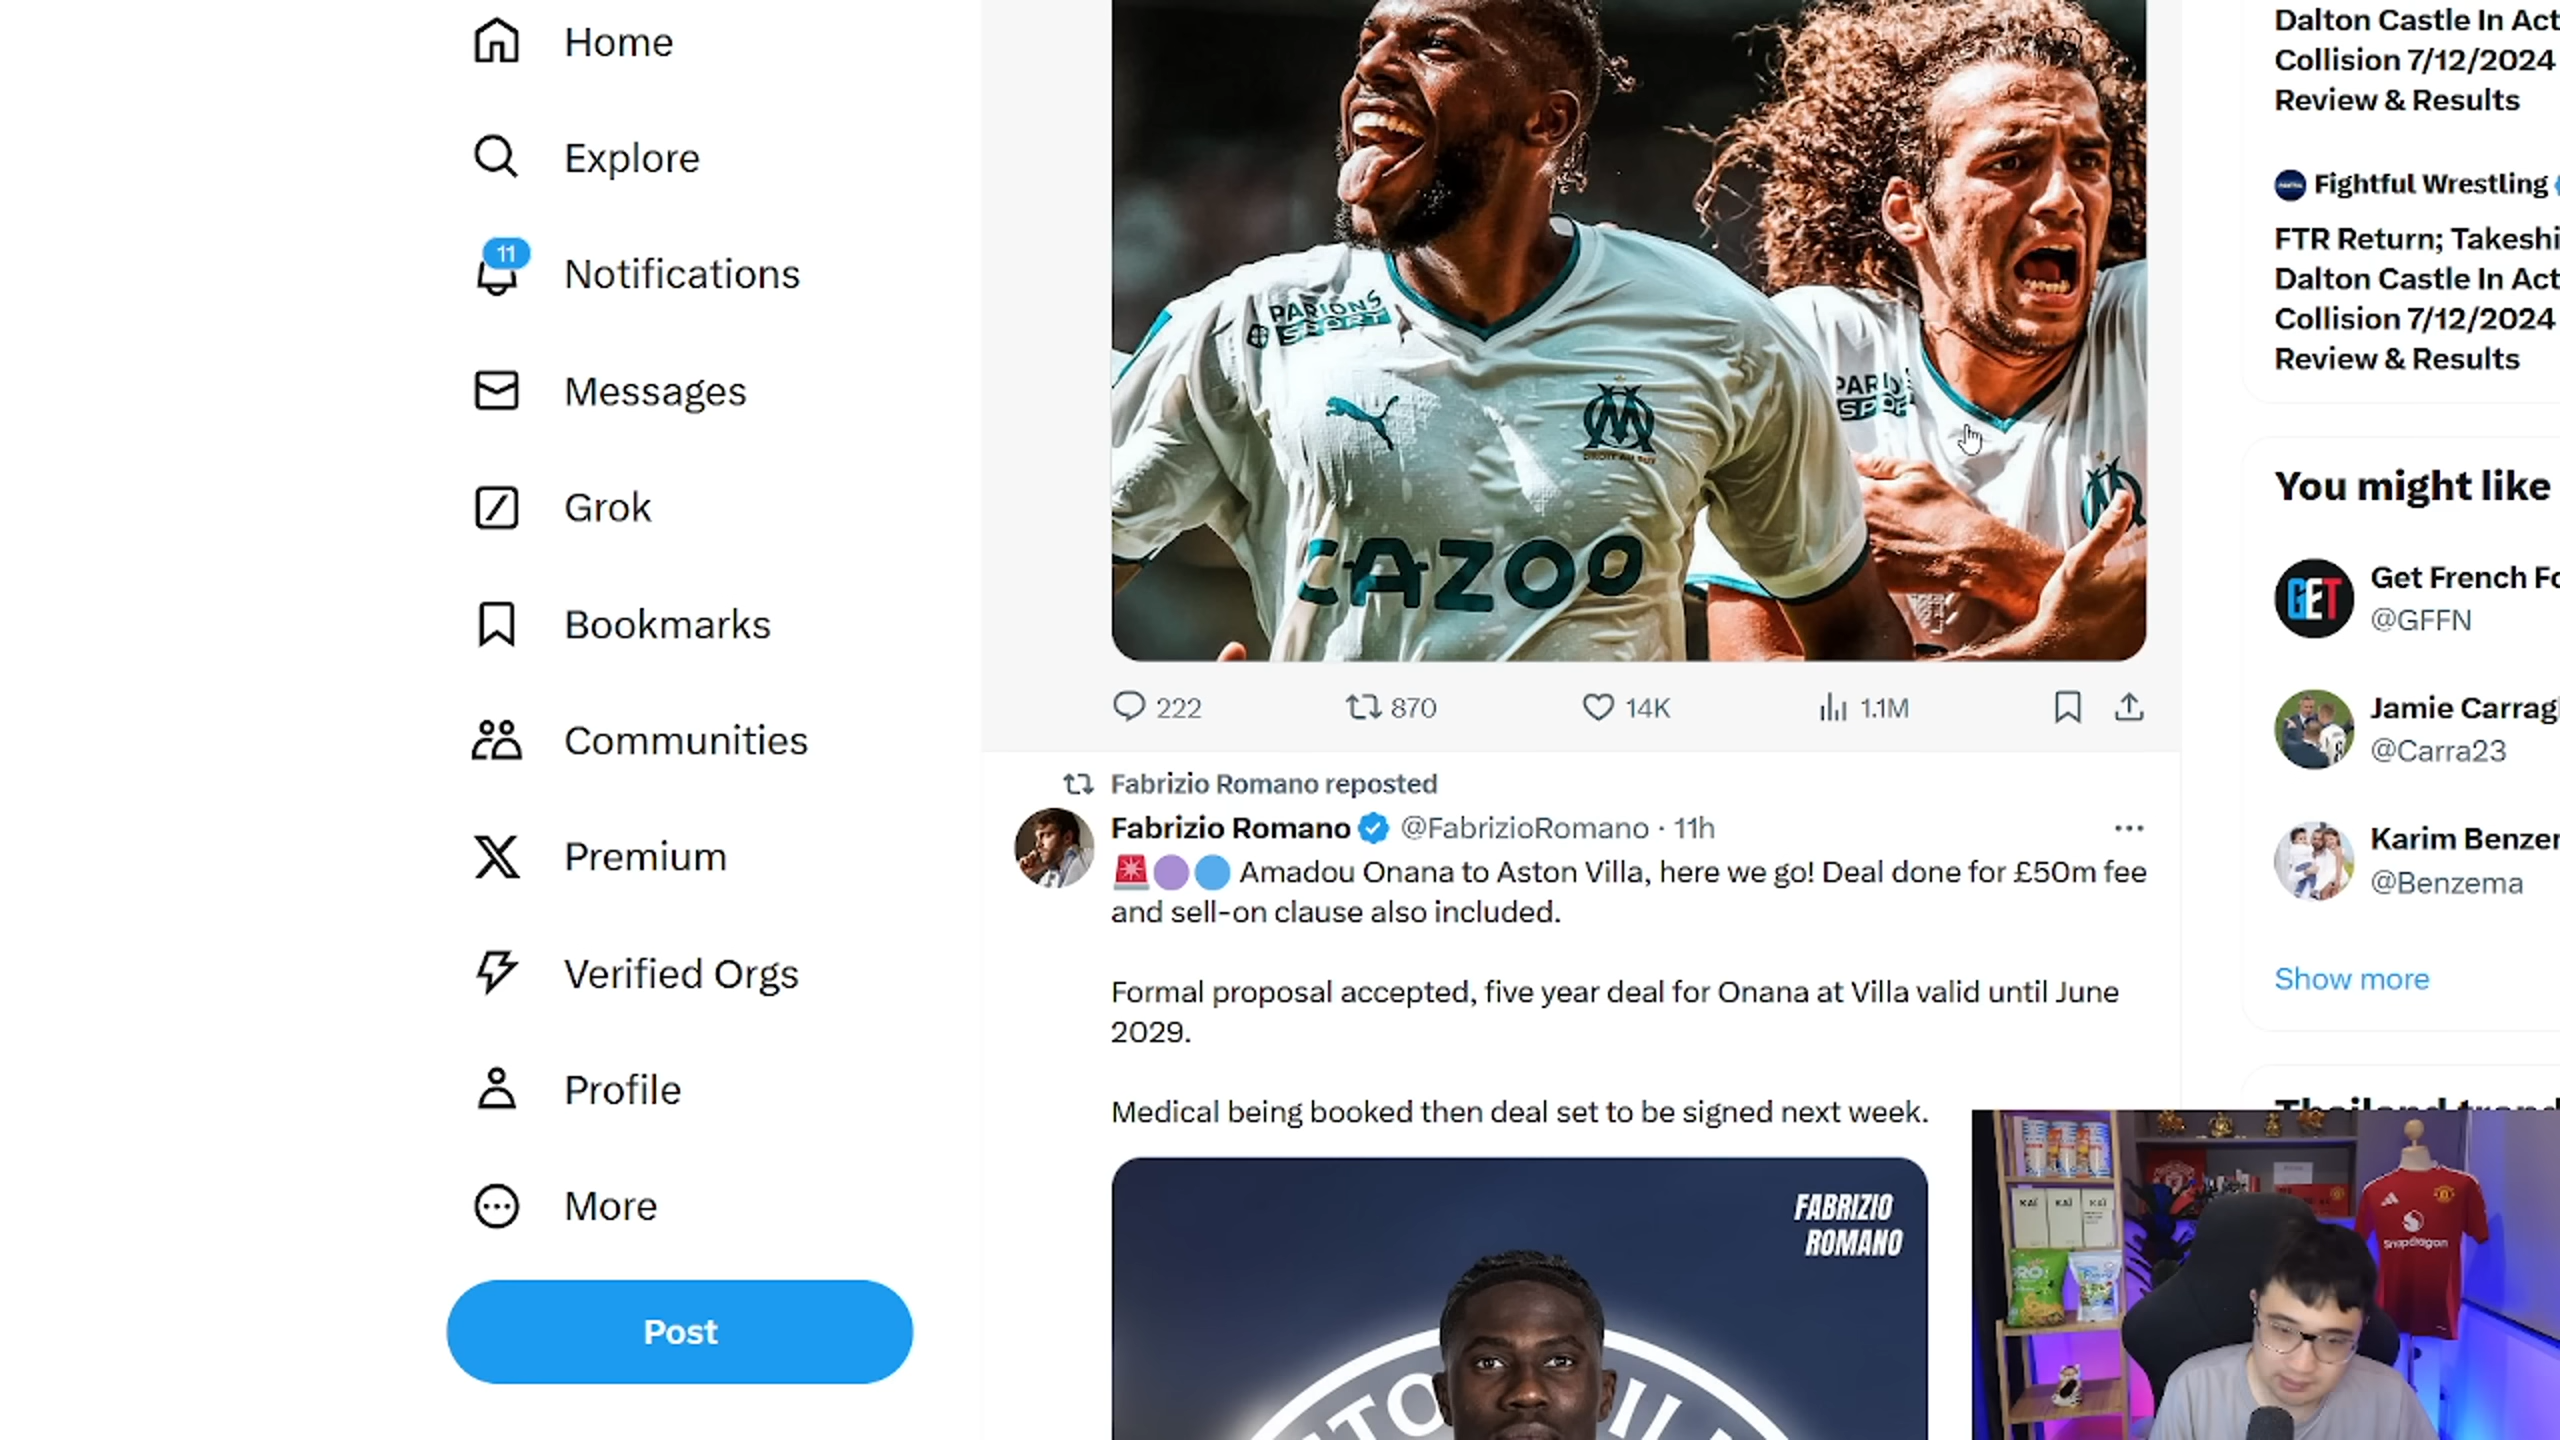 Home
Explore
11
Notifications
Messages
Grok
Bookmarks
Communities
Premium
Verified Orgs
Profile
More
Post
PARIONS
SPORT
DROIT AU BUT
CAZOO
222
870
14K
1.1M
Fabrizio Romano reposted
Fabrizio Romano @FabrizioRomano · 11h
Amadou Onana to Aston Villa, here we go! Deal done for £50m fee
and sell-on clause also included.
Formal proposal accepted, five year deal for Onana at Villa valid until June
2029.
Medical being booked then deal set to be signed next week.
FABRIZIO
ROMANO
Dalton Castle In Act
Collision 7/12/2024
Review & Results
Fightful Wrestling
FTR Return; Takeshi
Dalton Castle In Act
Collision 7/12/2024
Review & Results
You might like
GET
Get French Fo
@GFFN
Jamie Carrag
@Carra23
Karim Benzer
@Benzema
Show more
Snapdragon